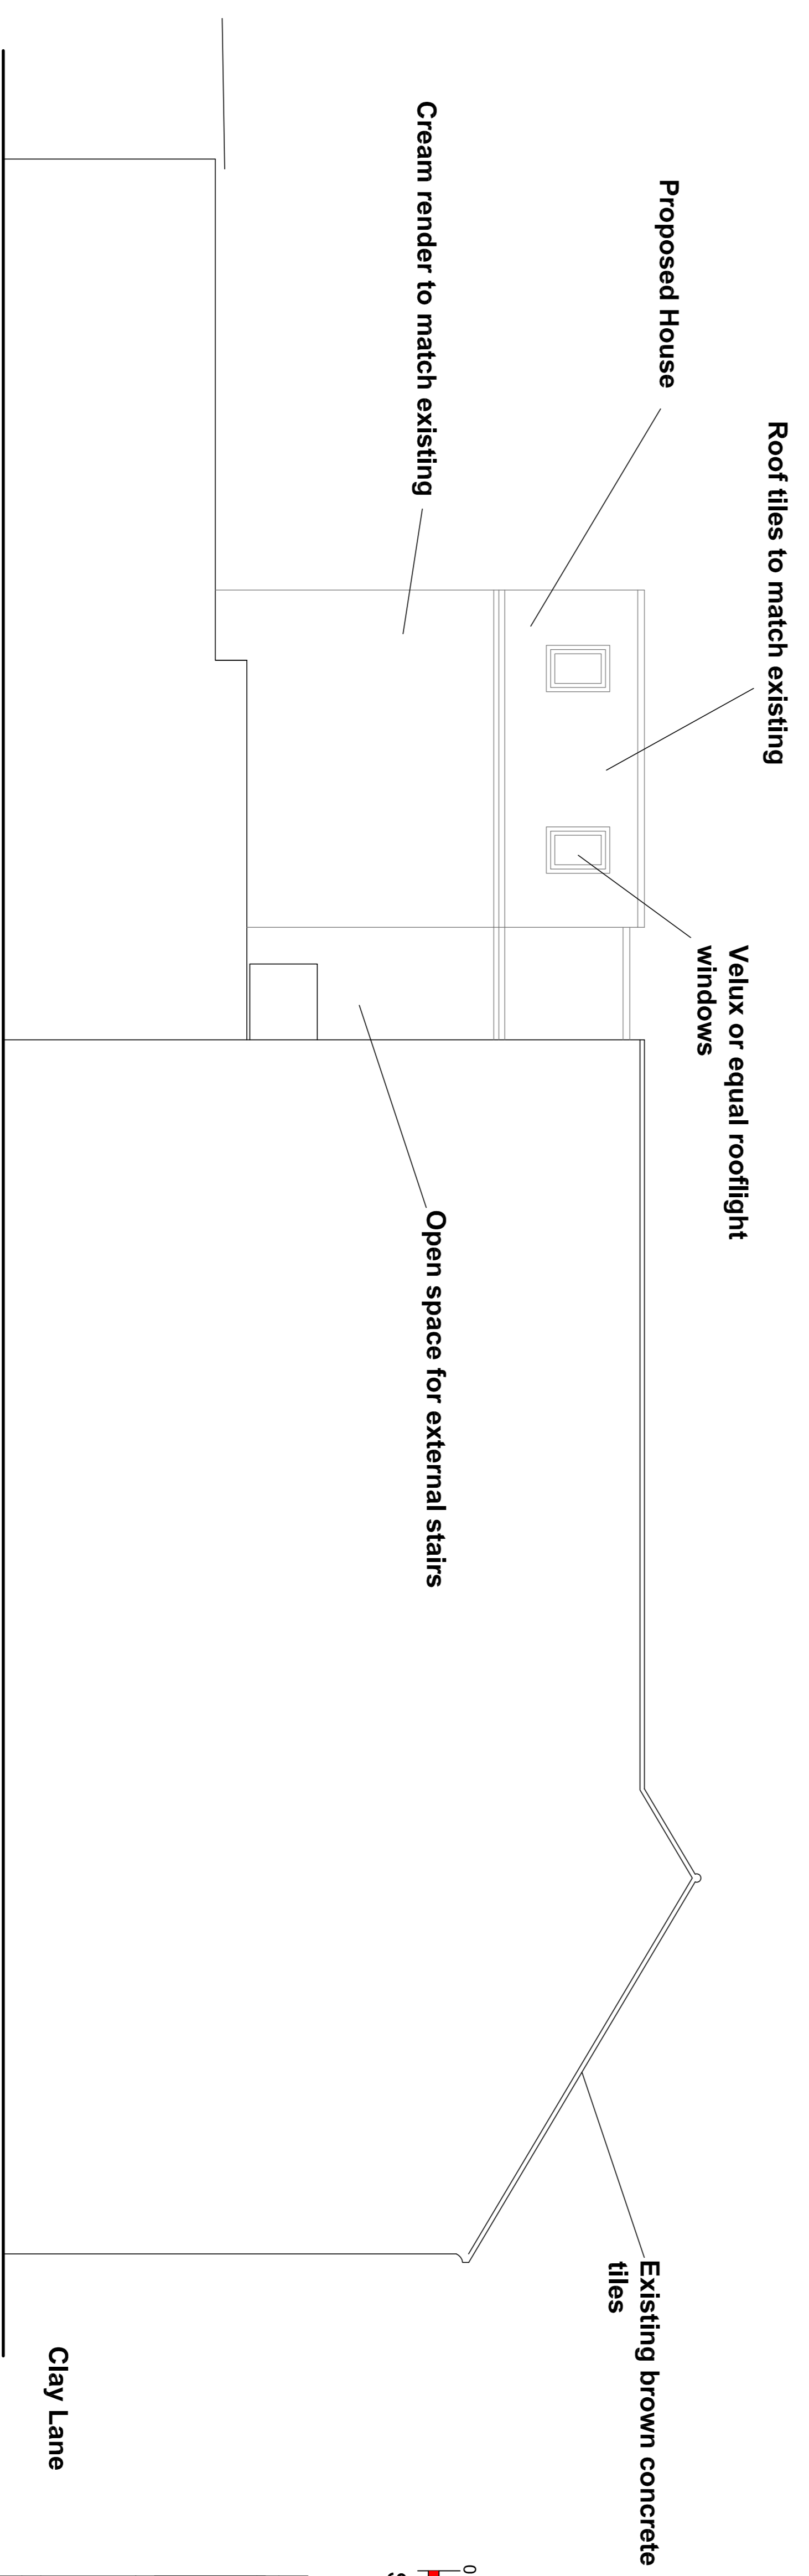 Roof tiles to match existing
Proposed House
Velux or equal rooflight
windows
Cream render to match existing
Open space for external stairs
Existing brown concrete
tiles
Clay Lane
0